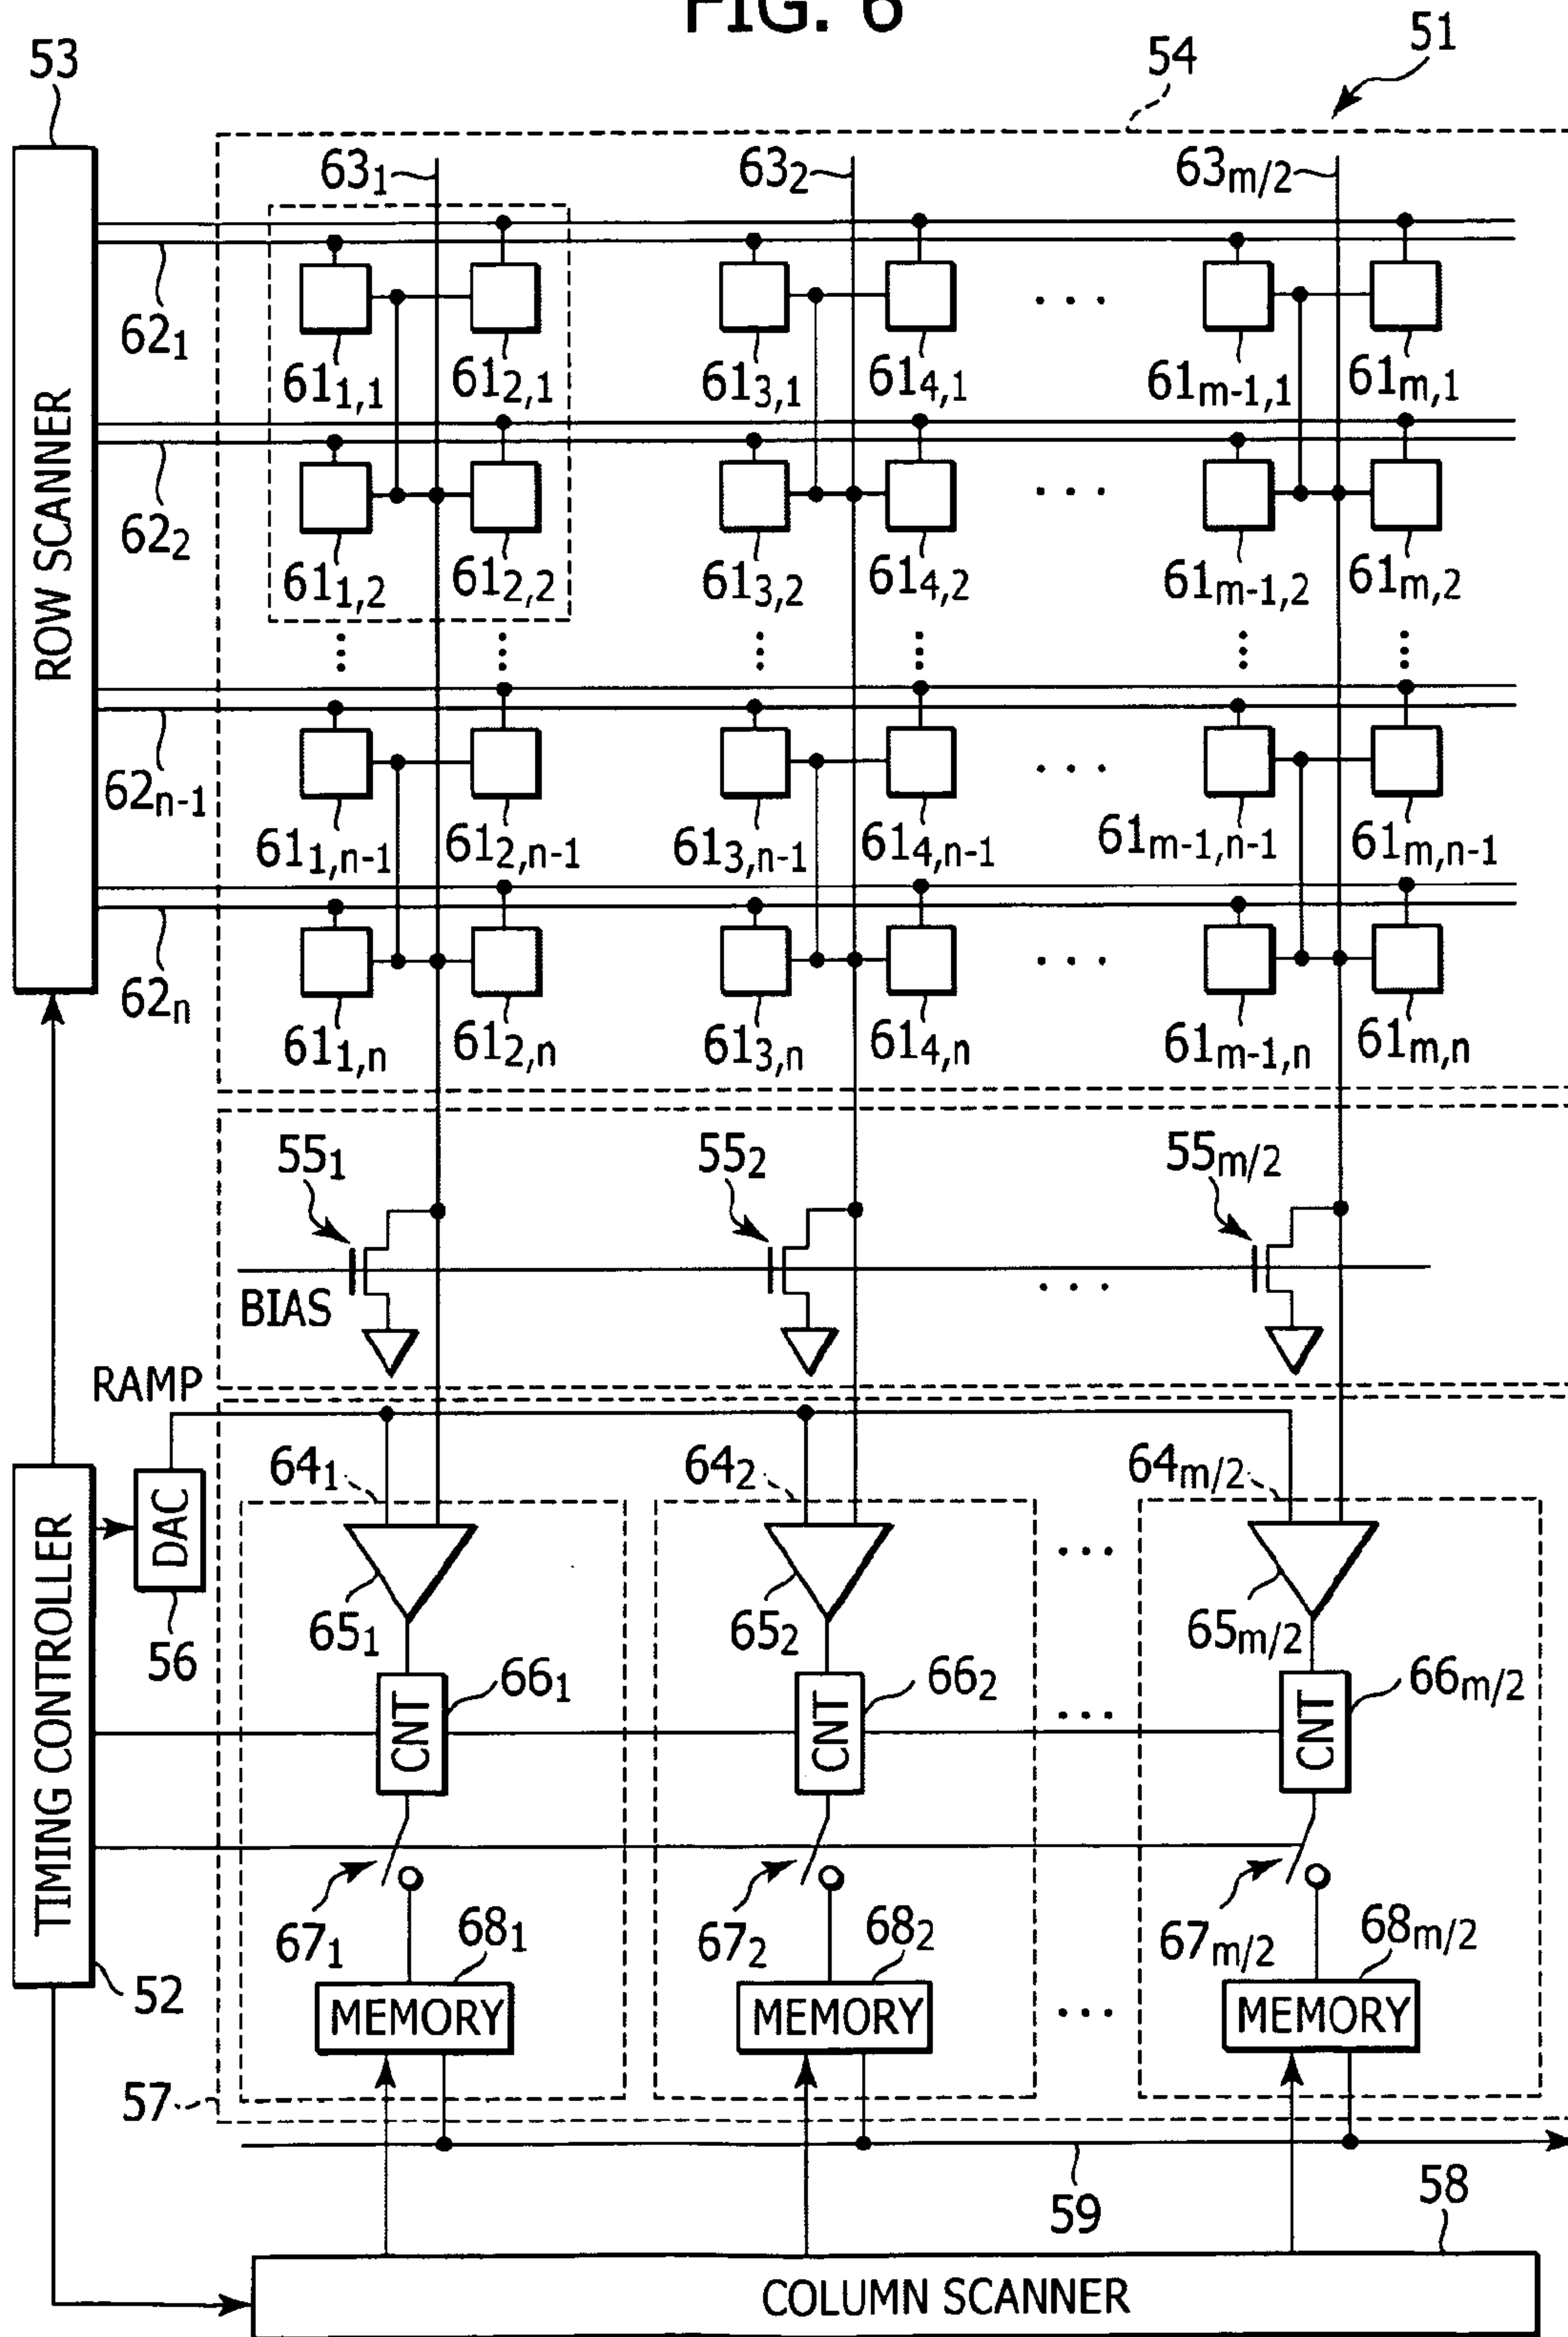 FIG. 6
53
54
51
63₁
63₂
63m/2
ROW SCANNER
62₁
61₁,₁
61₂,₁
61₃,₁
61₄,₁
...
61m-1,1
61m,1
62₂
61₁,₂
61₂,₂
61₃,₂
61₄,₂
...
61m-1,2
61m,2
62n-1
61₁,n-1
61₂,n-1
61₃,n-1
61₄,n-1
...
61m-1,n-1
61m,n-1
62n
61₁,n
61₂,n
61₃,n
61₄,n
...
61m-1,n
61m,n
55₁
55₂
55m/2
BIAS
...
RAMP
64₁
64₂
64m/2
TIMING CONTROLLER
DAC
56
65₁
65₂
65m/2
...
CNT
66₁
CNT
66₂
...
CNT
66m/2
67₁
67₂
67m/2
68₁
68₂
68m/2
52
MEMORY
MEMORY
...
MEMORY
57
59
58
COLUMN SCANNER